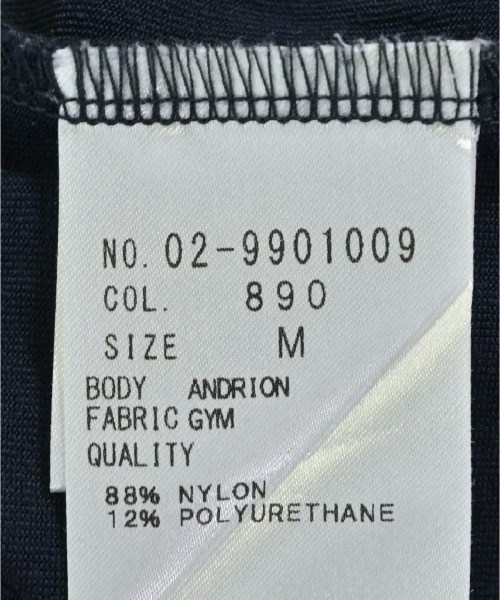 NO. 02-9901009
COL. 890
SIZE M
BODY ANDRION
FABRIC GYM
QUALITY
88% NYLON
12% POLYURETHANE